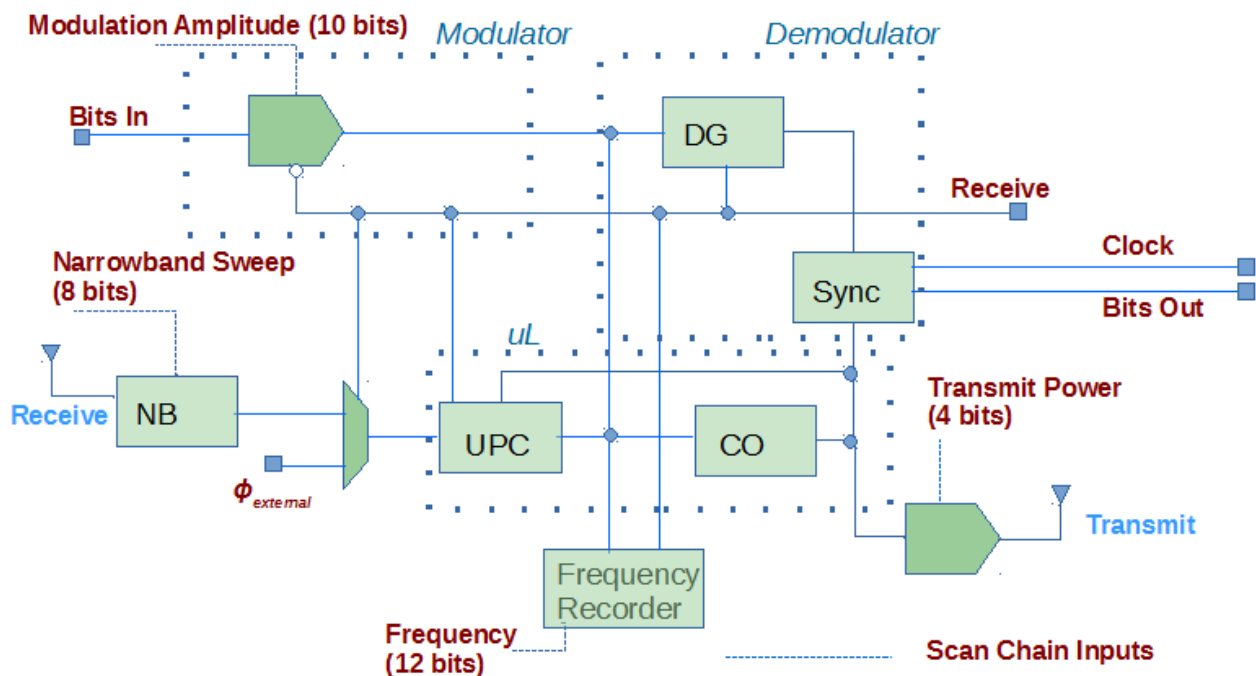 Modulation Amplitude (10 bits)
Modulator
Demodulator
Bits In
DG
Receive
Clock
Narrowband Sweep
(8 bits)
Sync
Bits Out
uL
Receive
NB
UPC
CO
Transmit Power
(4 bits)
ϕexternal
Transmit
Frequency
Recorder
Frequency
(12 bits)
Scan Chain Inputs